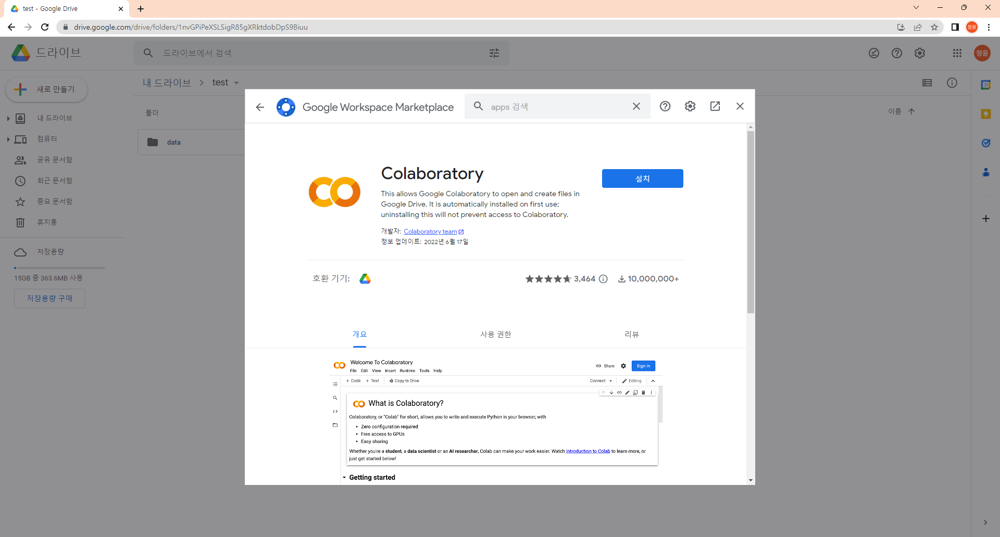 test - Google Drive
drive.google.com/drive/folders/1nvGPiPeXSLSigR85gXRktdobDpS9Biuu
정윤
드라이브
드라이브에서 검색
정윤
새로 만들기
내 드라이브
컴퓨터
공유 문서함
최근 문서함
중요 문서함
휴지통
저장용량
15GB 중 363.6MB 사용
저장용량 구매
내 드라이브 > test
폴더
이름
data
31
Google Workspace Marketplace
apps 검색
Colaboratory
설치
This allows Google Colaboratory to open and create files in
Google Drive. It is automatically installed on first use;
uninstalling this will not prevent access to Colaboratory.
개발자: Colaboratory team
정보 업데이트: 2022년 6월 17일
호환 기기:
3,464
10,000,000+
개요
사용 권한
리뷰
Welcome To Colaboratory
File Edit View Insert Runtime Tools Help
Share
Sign in
+ Code + Text Copy to Drive
Connect
Editing
What is Colaboratory?
Colaboratory, or "Colab" for short, allows you to write and execute Python in your browser, with
• Zero configuration required
• Free access to GPUs
• Easy sharing
Whether you're a student, a data scientist or an AI researcher, Colab can make your work easier. Watch Introduction to Colab to learn more, or
just get started below!
Getting started